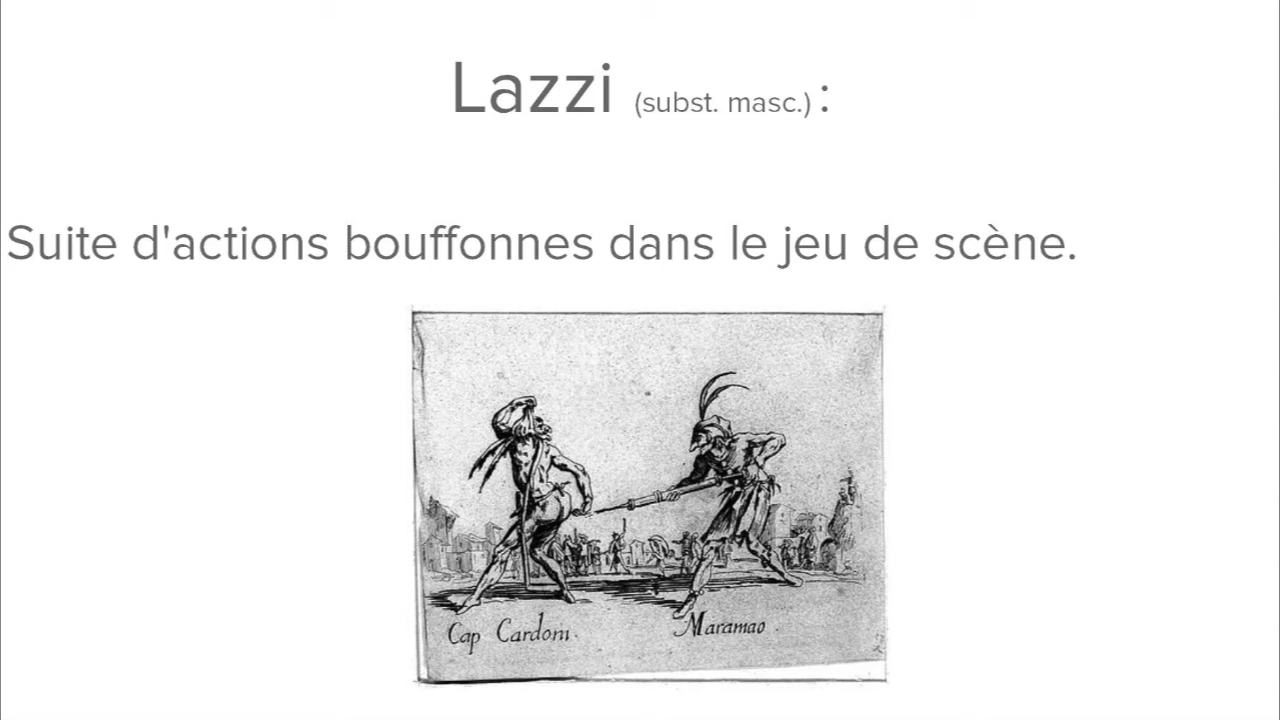 Lazzi (subst. masc.) :
Suite d'actions bouffonnes dans le jeu de scène.
Cap Cardoni. Maramao.